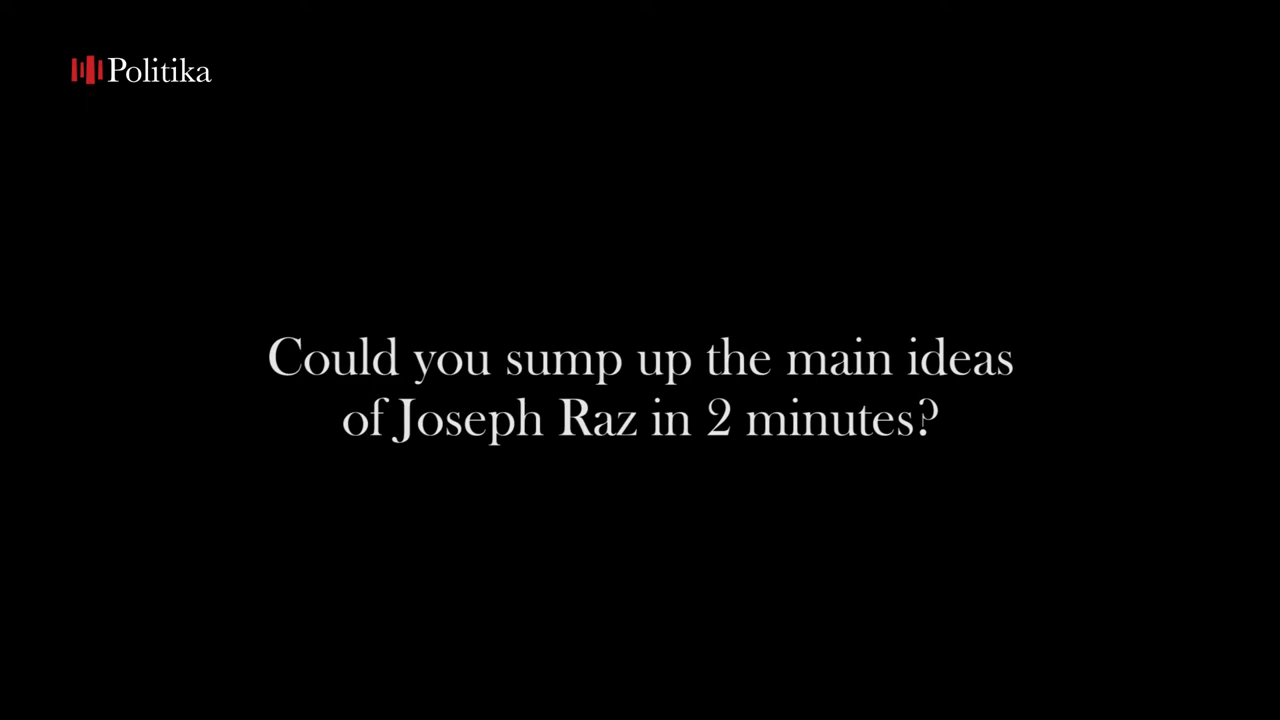 Politika
Could you sump up the main ideas
of Joseph Raz in 2 minutes?